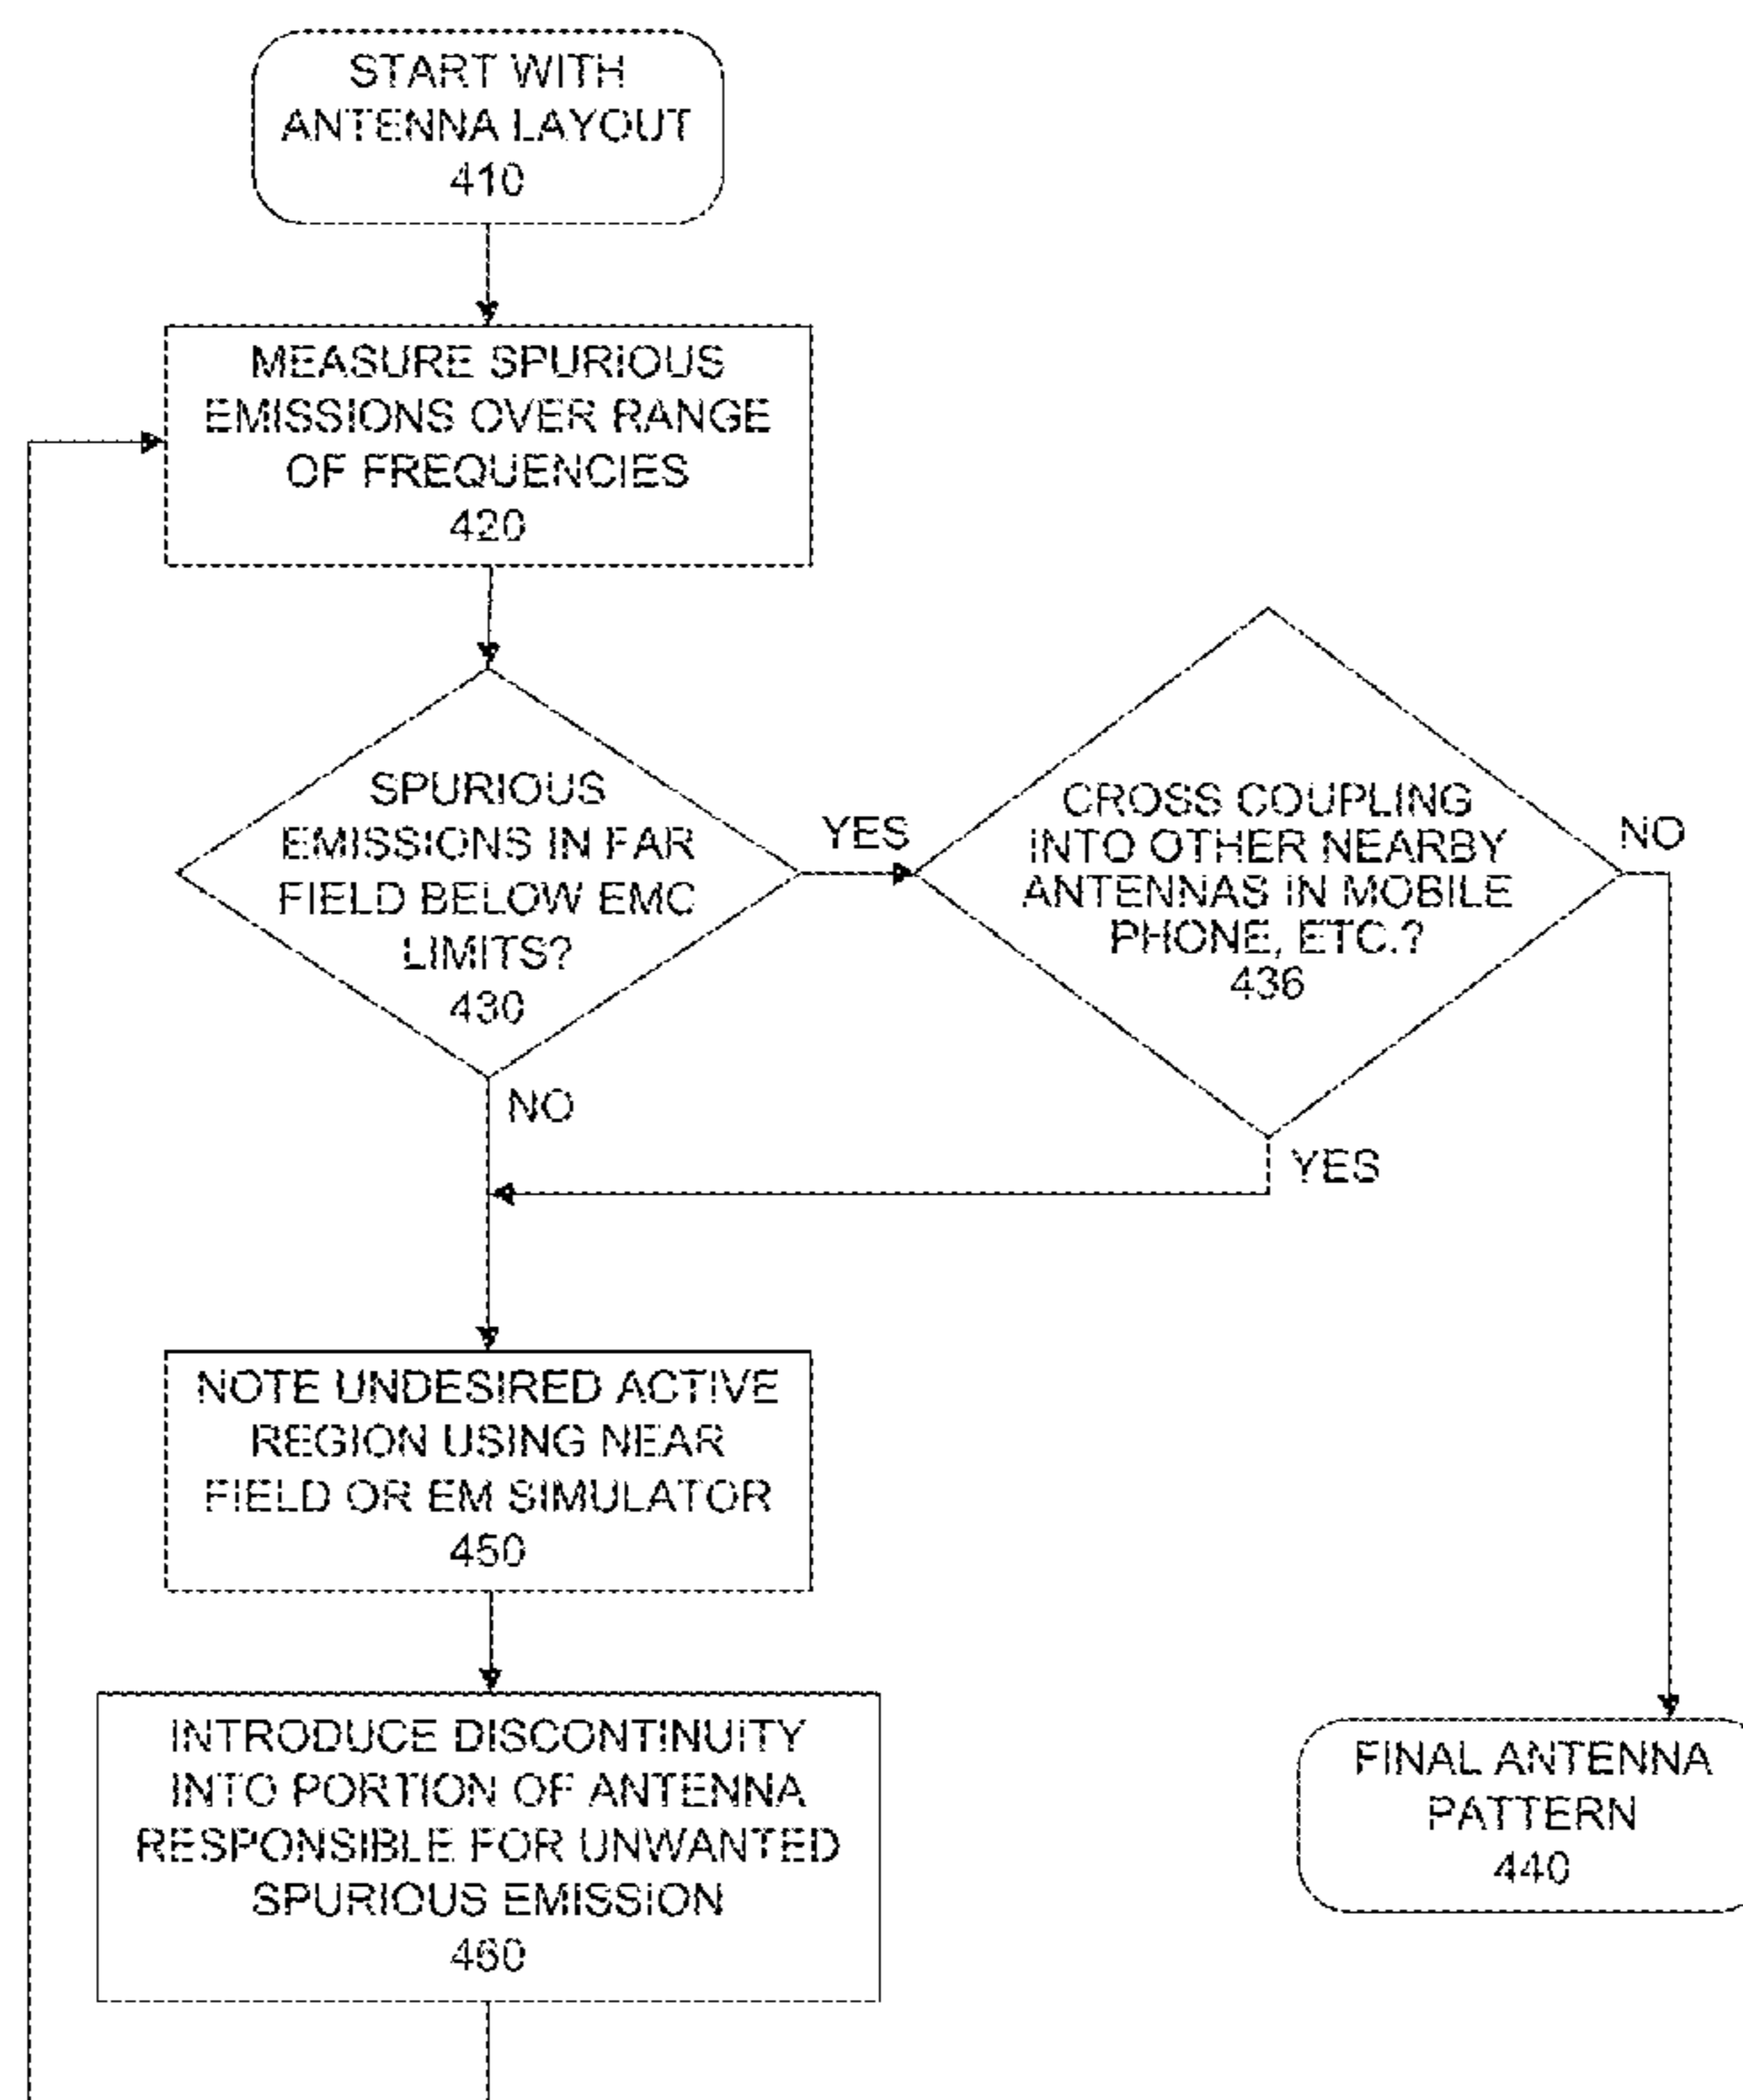 START WITH
ANTENNA LAYOUT
410
MEASURE SPURIOUS
EMISSIONS OVER RANGE
OF FREQUENCIES
420
SPURIOUS
EMISSIONS IN FAR
FIELD BELOW EMC
LIMITS?
430
YES
NO
CROSS COUPLING
INTO OTHER NEARBY
ANTENNAS IN MOBILE
PHONE, ETC.?
436
NO
YES
NOTE UNDESIRED ACTIVE
REGION USING NEAR
FIELD OR EM SIMULATOR
450
INTRODUCE DISCONTINUITY
INTO PORTION OF ANTENNA
RESPONSIBLE FOR UNWANTED
SPURIOUS EMISSION
460
FINAL ANTENNA
PATTERN
440